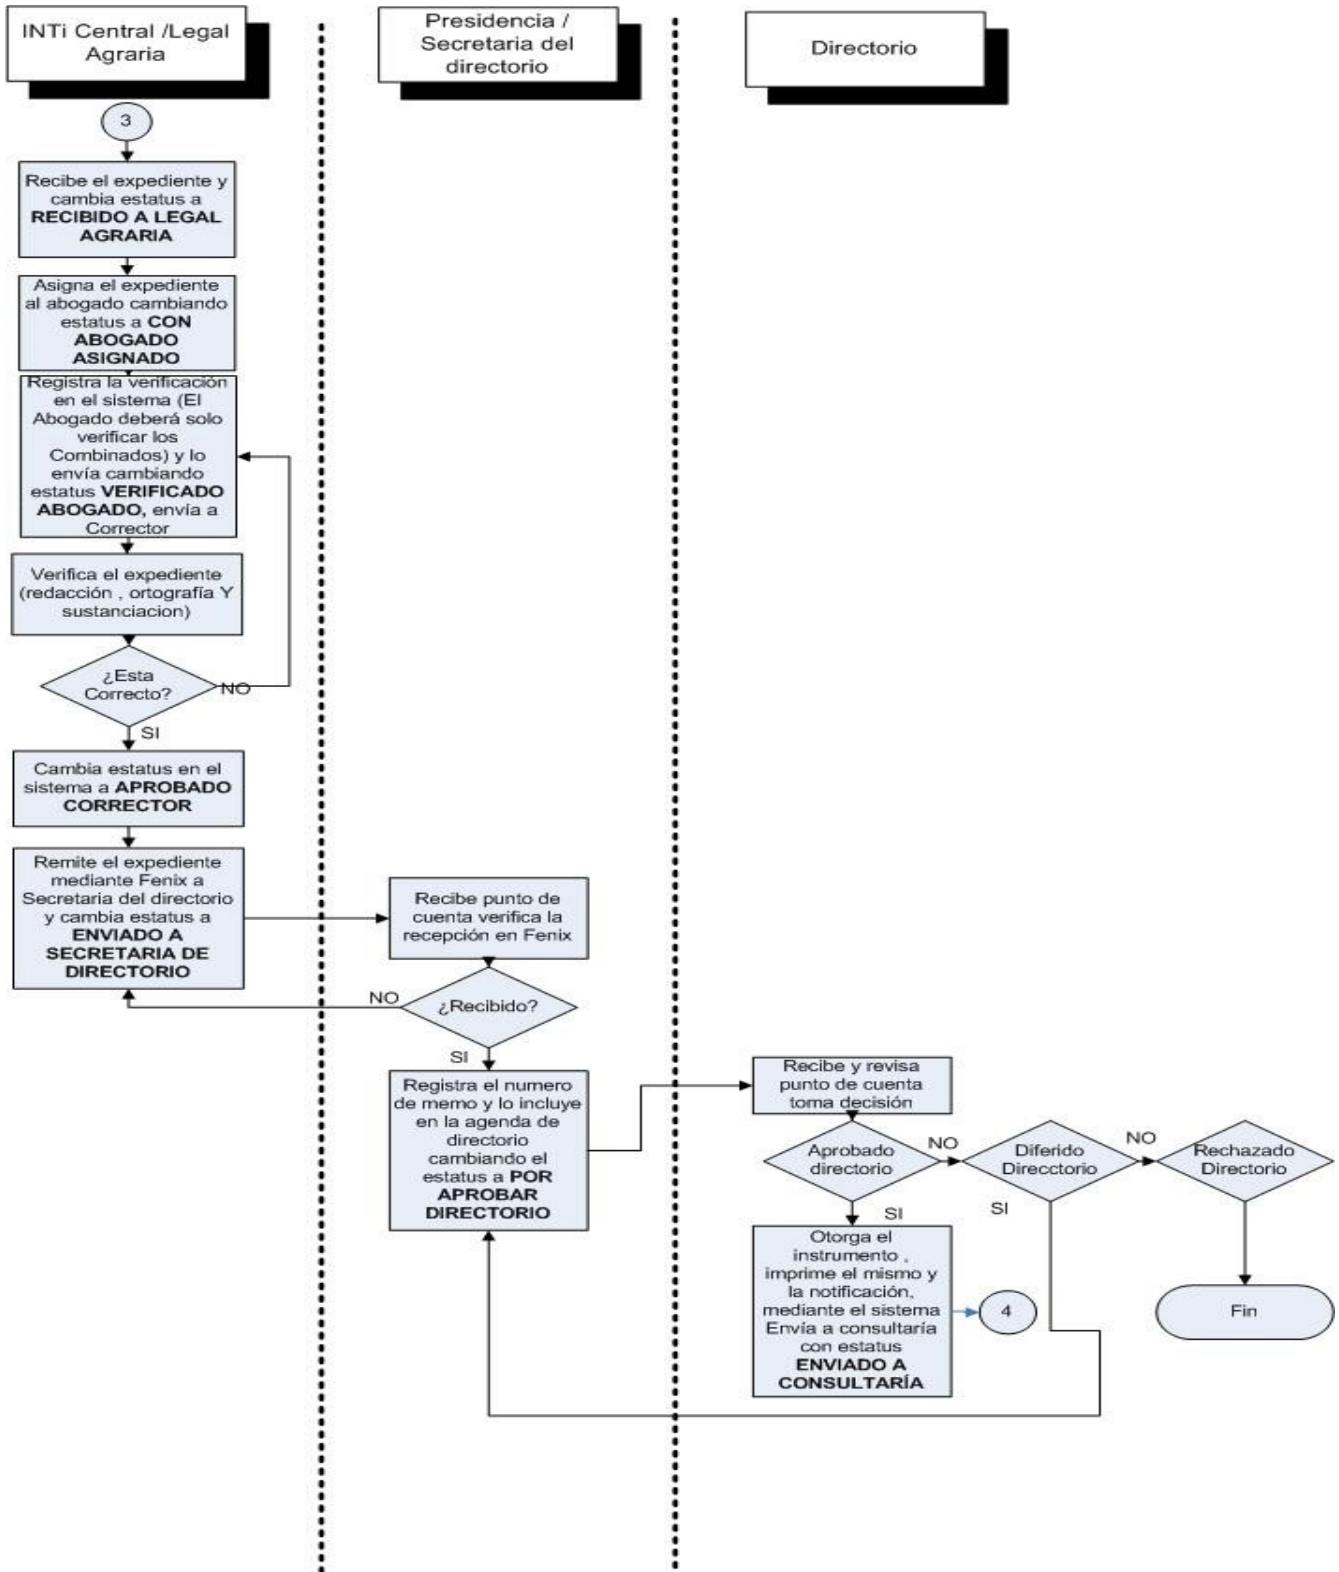 INTi Central /Legal
Agraria
Presidencia /
Secretaria del
directorio
Directorio
3
Recibe el expediente y
cambia estatus a
RECIBIDO A LEGAL
AGRARIA
Asigna el expediente
al abogado cambiando
estatus a CON
ABOGADO
ASIGNADO
Registra la verificación
en el sistema (El
Abogado deberá solo
verificar los
Combinados) y lo
envía cambiando
estatus VERIFICADO
ABOGADO, envía a
Corrector
Verifica el expediente
(redacción , ortografía Y
sustanciacion)
¿Esta
Correcto?
NO
SI
Cambia estatus en el
sistema a APROBADO
CORRECTOR
Remite el expediente
mediante Fenix a
Secretaria del directorio
y cambia estatus a
ENVIADO A
SECRETARIA DE
DIRECTORIO
Recibe punto de
cuenta verifica la
recepción en Fenix
NO
¿Recibido?
SI
Registra el numero
de memo y lo incluye
en la agenda de
directorio
cambiando el
estatus a POR
APROBAR
DIRECTORIO
Recibe y revisa
punto de cuenta
toma decisión
Aprobado
directorio
NO
Diferido
Direcctorio
NO
Rechazado
Directorio
SI
SI
Otorga el
instrumento ,
imprime el mismo y
la notificación,
mediante el sistema
Envía a consultaría
con estatus
ENVIADO A
CONSULTARÍA
4
Fin